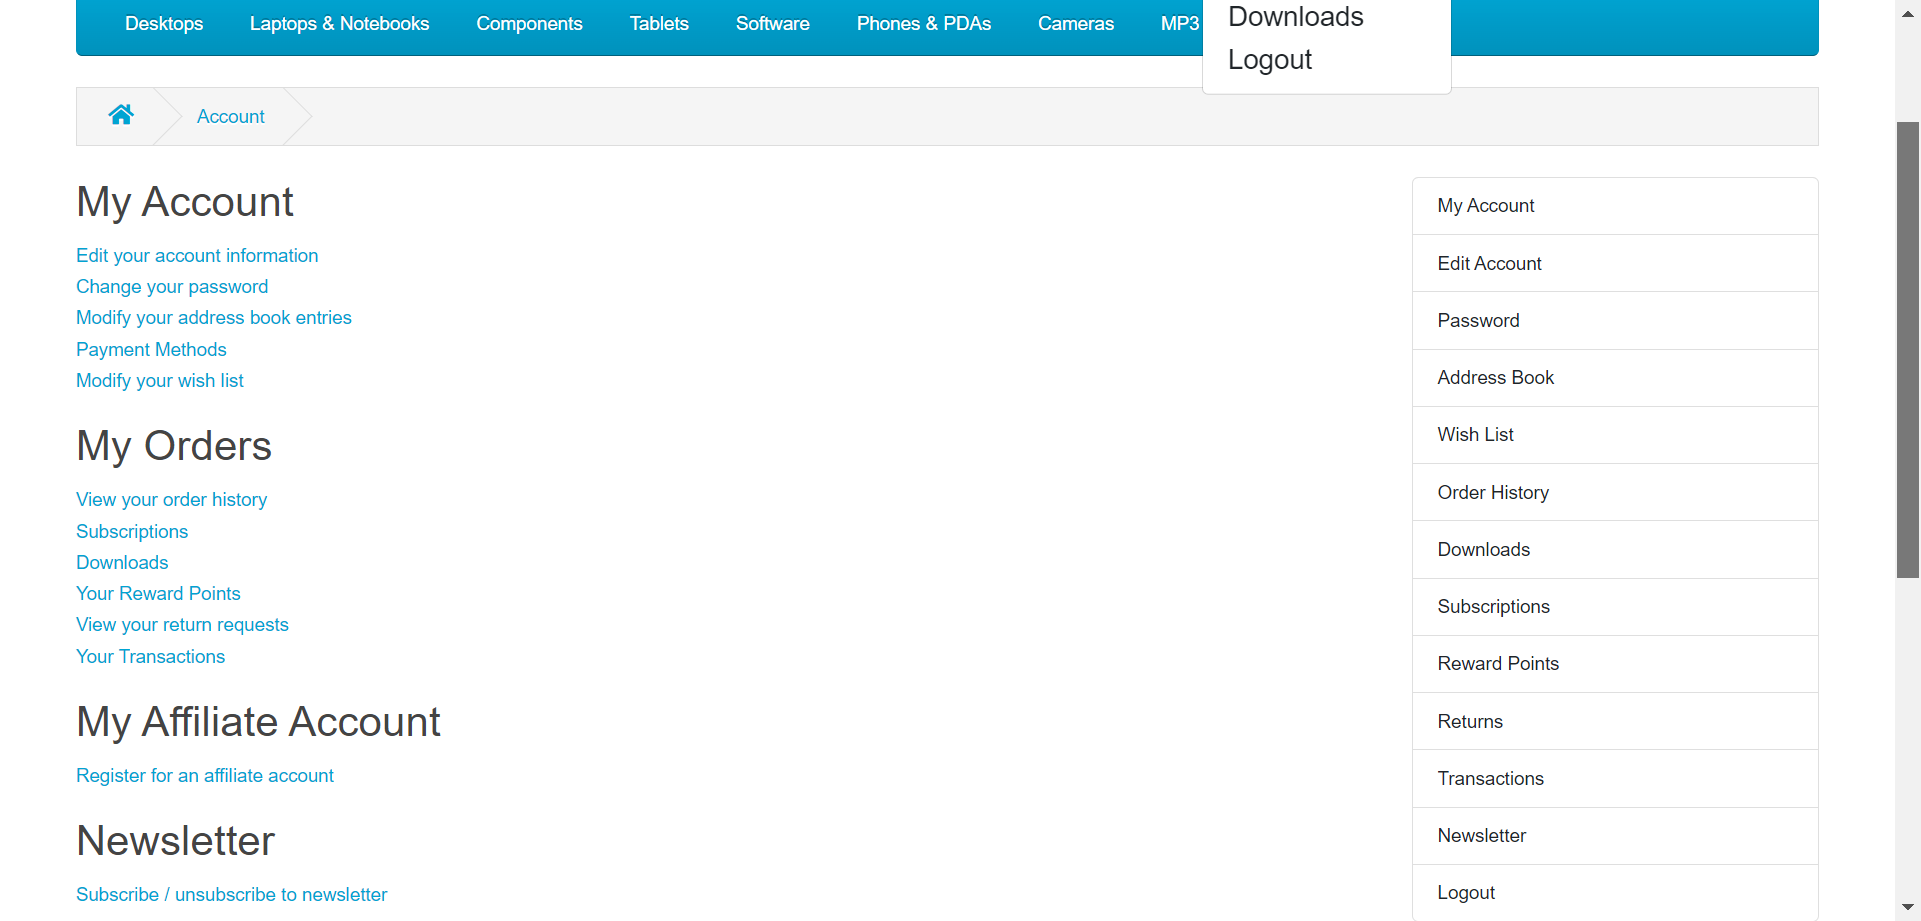 Desktops Laptops & Notebooks Components Tablets Software Phones & PDAs Cameras MP3
Downloads
Logout
Account
My Account
Edit your account information
Change your password
Modify your address book entries
Payment Methods
Modify your wish list
My Orders
View your order history
Subscriptions
Downloads
Your Reward Points
View your return requests
Your Transactions
My Affiliate Account
Register for an affiliate account
Newsletter
Subscribe / unsubscribe to newsletter
My Account
Edit Account
Password
Address Book
Wish List
Order History
Downloads
Subscriptions
Reward Points
Returns
Transactions
Newsletter
Logout